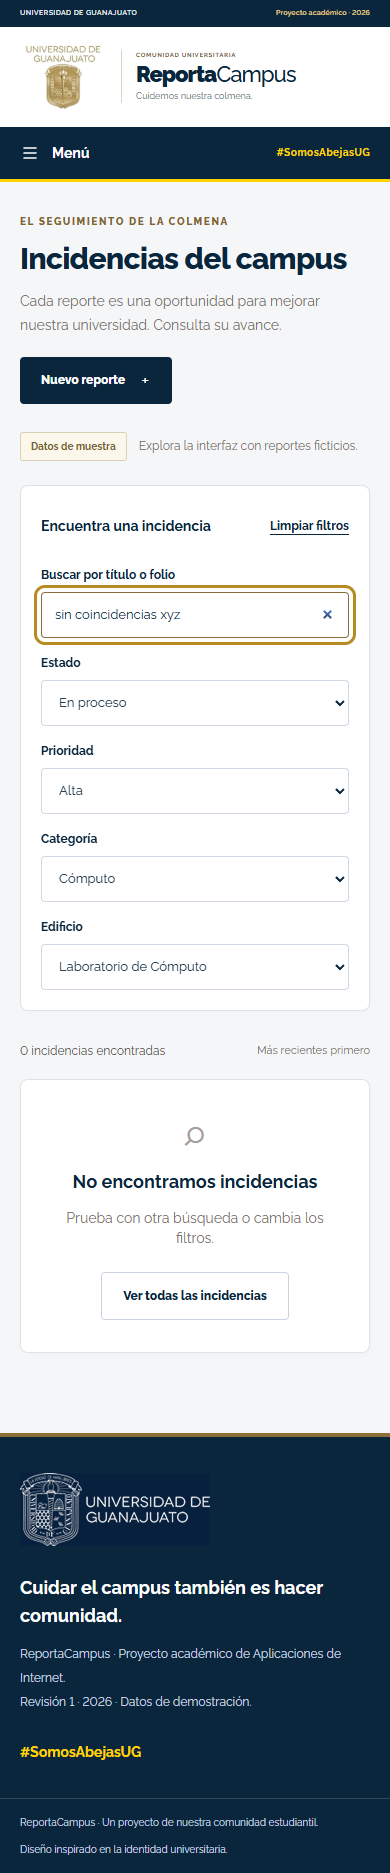 UNIVERSIDAD DE GUANAJUATO
Proyecto académico · 2026
UNIVERSIDAD DE
GUANAJUATO
COMUNIDAD UNIVERSITARIA
ReportaCampus
Cuidemos nuestra colmena.
Menú
#SomosAbejasUG
EL SEGUIMIENTO DE LA COLMENA
Incidencias del campus
Cada reporte es una oportunidad para mejorar
nuestra universidad. Consulta su avance.
Nuevo reporte +
Datos de muestra
Explora la interfaz con reportes ficticios.
Encuentra una incidencia
Limpiar filtros
Buscar por título o folio
sin coincidencias xyz
Estado
En proceso
Prioridad
Alta
Categoría
Cómputo
Edificio
Laboratorio de Cómputo
0 incidencias encontradas
Más recientes primero
No encontramos incidencias
Prueba con otra búsqueda o cambia los
filtros.
Ver todas las incidencias
UNIVERSIDAD DE
GUANAJUATO
Cuidar el campus también es hacer
comunidad.
ReportaCampus · Proyecto académico de Aplicaciones de
Internet.
Revisión 1 · 2026 · Datos de demostración.
#SomosAbejasUG
ReportaCampus · Un proyecto de nuestra comunidad estudiantil.
Diseño inspirado en la identidad universitaria.